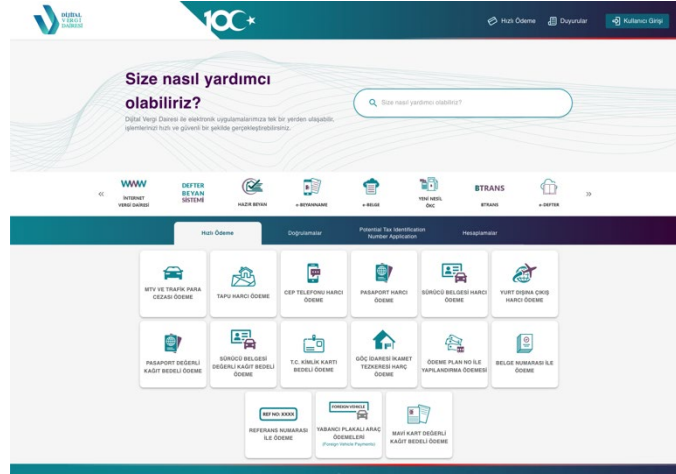 DİJİTAL
VERGİ
DAİRESİ
100
Hızlı Ödeme
Duyurular
Kullanıcı Girişi
Size nasıl yardımcı
olabiliriz?
Dijital Vergi Dairesi ile elektronik uygulamalarımıza tek bir yerden ulaşabilir,
işlemlerinizi hızlı ve güvenli bir şekilde gerçekleştirebilirsiniz.
Size nasıl yardımcı olabiliriz?
«
WWW
İNTERNET
VERGİ DAİRESİ
DEFTER
BEYAN
SİSTEMİ
HAZIR BEYAN
e-BEYANNAME
e-BELGE
YENİ NESİL
ÖKC
BTRANS
BTRANS
e-DEFTER
»
Hızlı Ödeme
Doğrulamalar
Potential Tax Identification
Number Application
Hesaplamalar
MTV VE TRAFİK PARA
CEZASI ÖDEME
TAPU HARCI ÖDEME
CEP TELEFONU HARCI
ÖDEME
PASAPORT HARCI
ÖDEME
SÜRÜCÜ BELGESİ HARCI
ÖDEME
YURT DIŞINA ÇIKIŞ
HARCI ÖDEME
PASAPORT DEĞERLİ
KAĞIT BEDELİ ÖDEME
SÜRÜCÜ BELGESİ
DEĞERLİ KAĞIT BEDELİ
ÖDEME
T.C. KİMLİK KARTI
BEDELİ ÖDEME
GÖÇ İDARESİ İKAMET
TEZKERESİ HARÇ
ÖDEME
ÖDEME PLAN NO İLE
YAPILANDIRMA ÖDEMESİ
BELGE NUMARASI İLE
ÖDEME
REF NO: XXXX
REFERANS NUMARASI
İLE ÖDEME
FOREIGN VEHICLE
YABANCI PLAKALI ARAÇ
ÖDEMELERİ
(Foreign Vehicle Payments)
MAVİ KART DEĞERLİ
KAĞIT BEDELİ ÖDEME